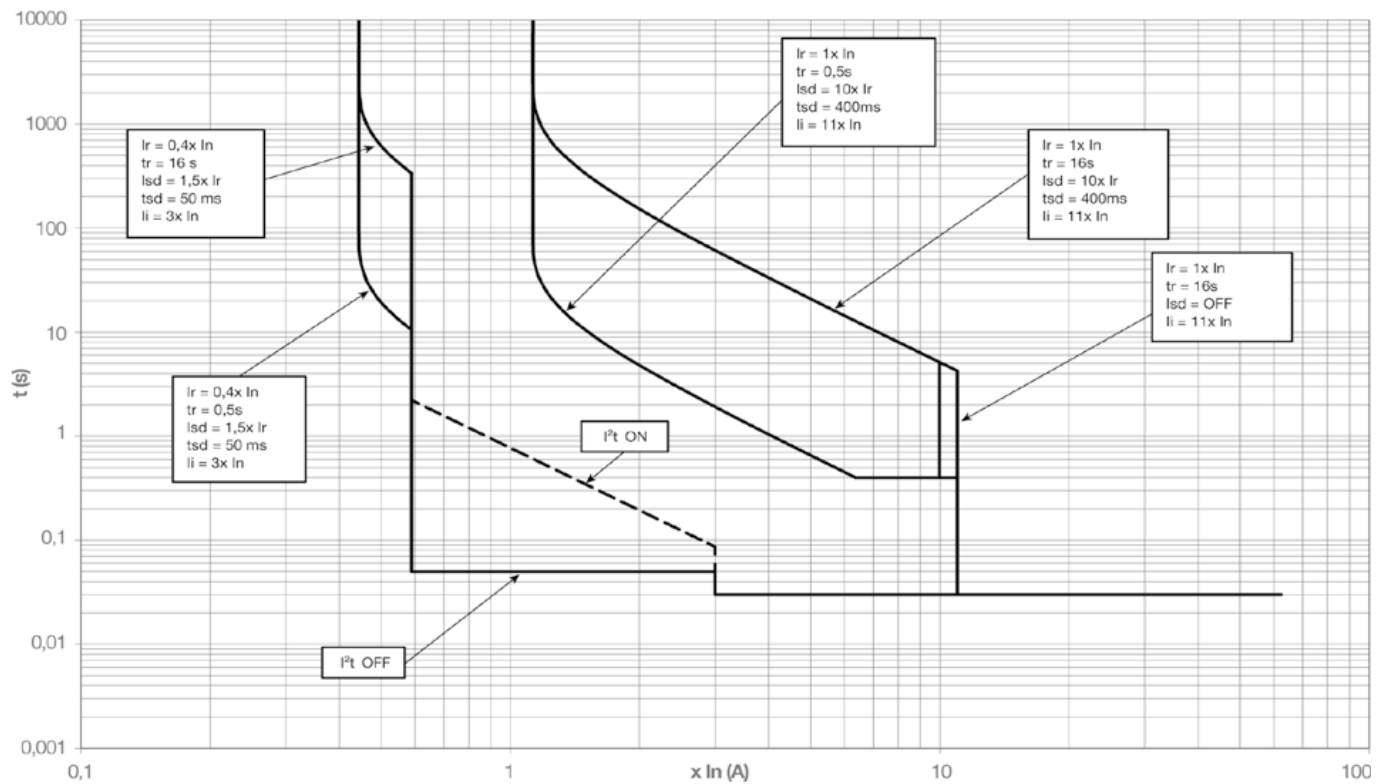 10000
1000
100
10
1
0,1
0,01
0,001
t (s)
0,1
1
10
100
x In (A)
Ir = 0,4x In
tr = 16 s
Isd = 1,5x Ir
tsd = 50 ms
Ii = 3x In
Ir = 0,4x In
tr = 0,5s
Isd = 1,5x Ir
tsd = 50 ms
Ii = 3x In
Ir = 1x In
tr = 0,5s
Isd = 10x Ir
tsd = 400ms
Ii = 11x In
Ir = 1x In
tr = 16s
Isd = 10x Ir
tsd = 400ms
Ii = 11x In
Ir = 1x In
tr = 16s
Isd = OFF
Ii = 11x In
I²t ON
I²t OFF